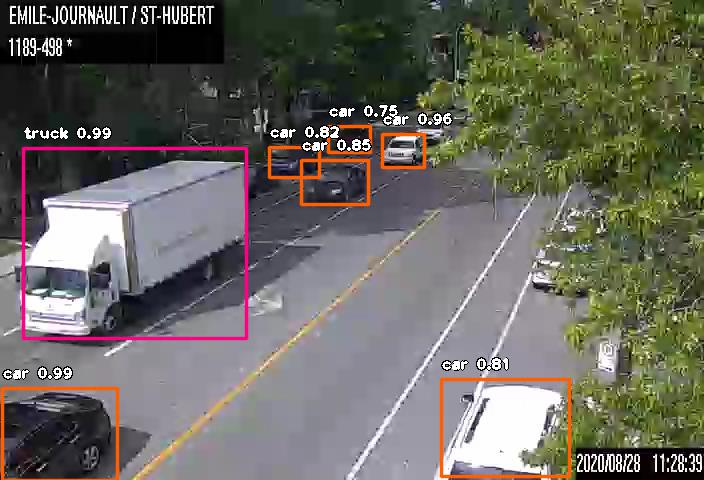 EMILE-JOURNAULT / ST-HUBERT
1189-498 *
car 0.75
car 0.96
truck 0.99
car 0.82
car 0.85
car 0.99
car 0.81
2020/08/28 11:28:39